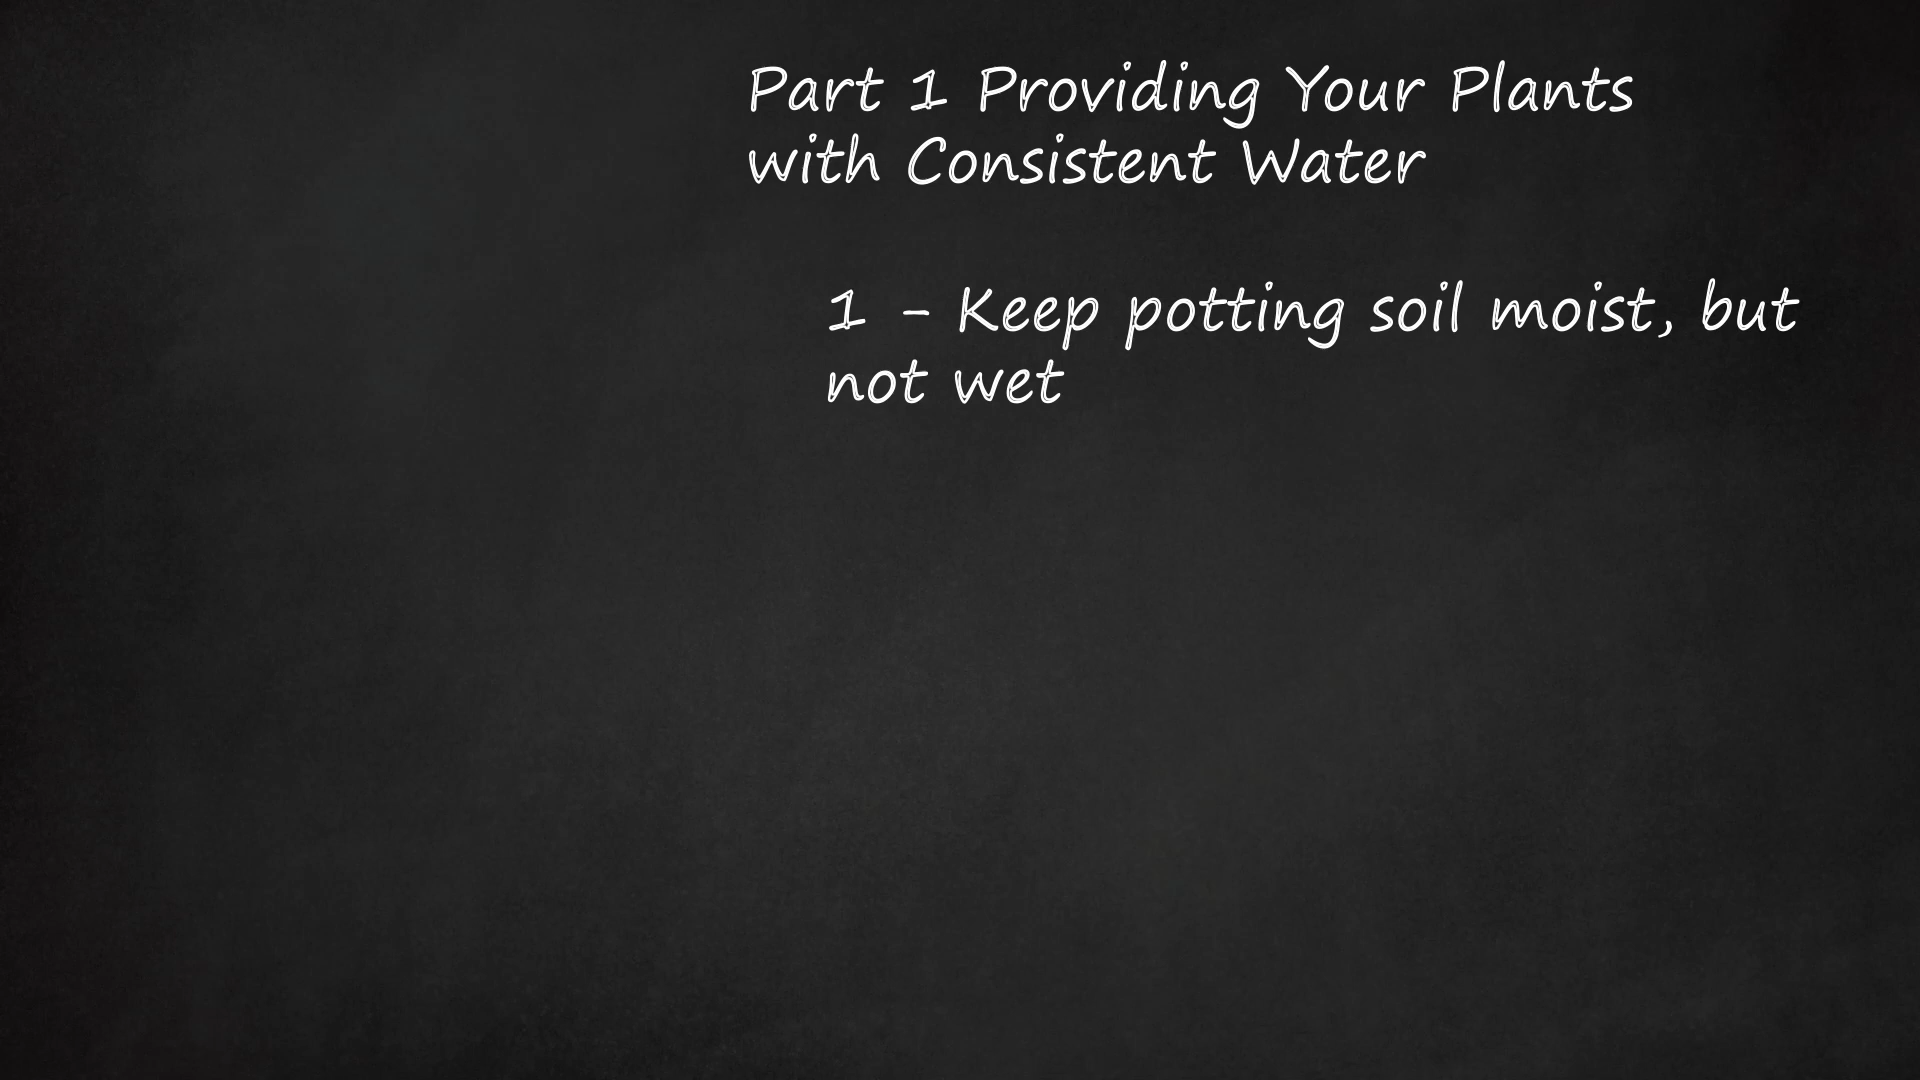 Part 1 Providing Your Plants
with Consistent Water
1 - Keep potting soil moist, but
not wet